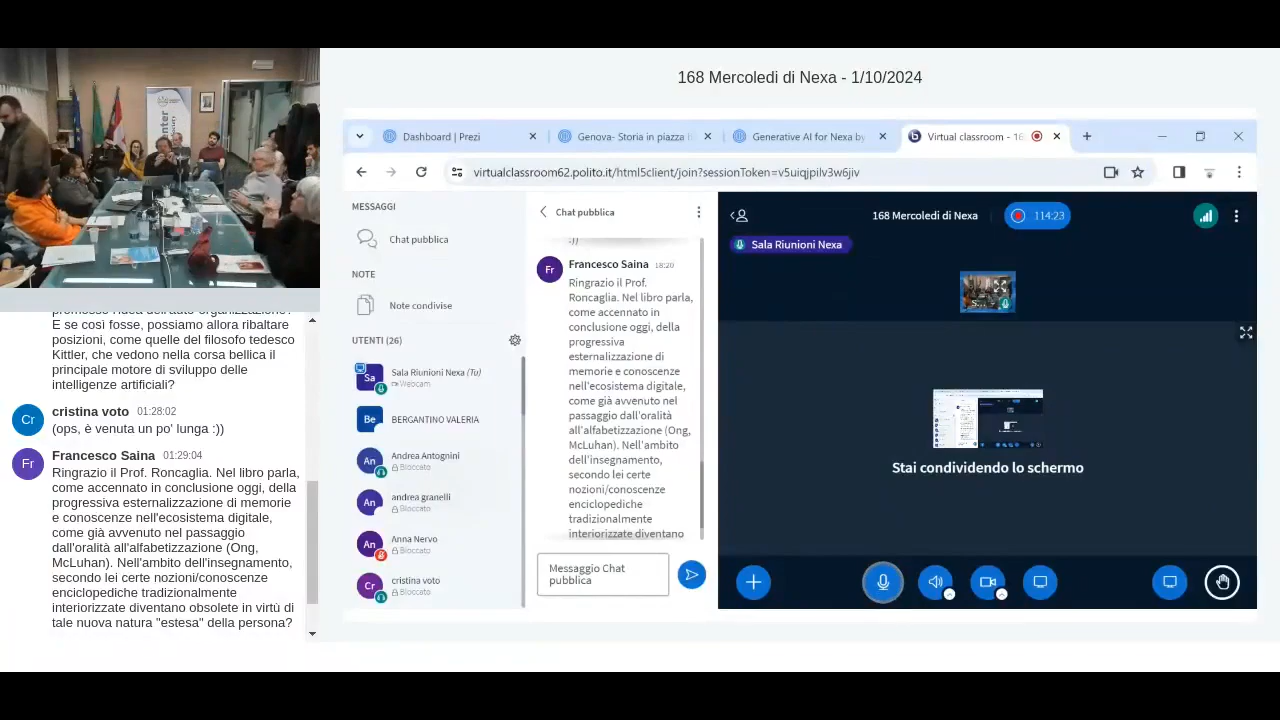 168 Mercoledi di Nexa - 1/10/2024
E se così fosse, possiamo allora ribaltare
posizioni, come quelle del filosofo tedesco
Kittler, che vedono nella corsa bellica il
principale motore di sviluppo delle
intelligenze artificiali?
Cr
cristina voto 01:28:02
(ops, è venuta un po' lunga :))
Fr
Francesco Saina 01:29:04
Ringrazio il Prof. Roncaglia. Nel libro parla,
come accennato in conclusione oggi, della
progressiva esternalizzazione di memorie
e conoscenze nell'ecosistema digitale,
come già avvenuto nel passaggio
dall'oralità all'alfabetizzazione (Ong,
McLuhan). Nell'ambito dell'insegnamento,
secondo lei certe nozioni/conoscenze
enciclopediche tradizionalmente
interiorizzate diventano obsolete in virtù di
tale nuova natura "estesa" della persona?
Dashboard | Prezi
Genova- Storia in piazza
Generative AI for Nexa by
Virtual classroom - 16
virtualclassroom62.polito.it/html5client/join?sessionToken=v5uiqjpilv3w6jiv
MESSAGGI
Chat pubblica
NOTE
Note condivise
UTENTI (26)
Sa
Sala Riunioni Nexa (Tu)
Webcam
Be
BERGANTINO VALERIA
An
Andrea Antognini
Bloccato
An
andrea granelli
Bloccato
An
Anna Nervo
Bloccato
Cr
cristina voto
Bloccato
Chat pubblica
:))
Fr
Francesco Saina 18:20
Ringrazio il Prof.
Roncaglia. Nel libro parla,
come accennato in
conclusione oggi, della
progressiva
esternalizzazione di
memorie e conoscenze
nell'ecosistema digitale,
come già avvenuto nel
passaggio dall'oralità
all'alfabetizzazione (Ong,
McLuhan). Nell'ambito
dell'insegnamento,
secondo lei certe
nozioni/conoscenze
enciclopediche
tradizionalmente
interiorizzate diventano
Messaggio Chat
pubblica
168 Mercoledi di Nexa
114:23
Sala Riunioni Nexa
Stai condividendo lo schermo